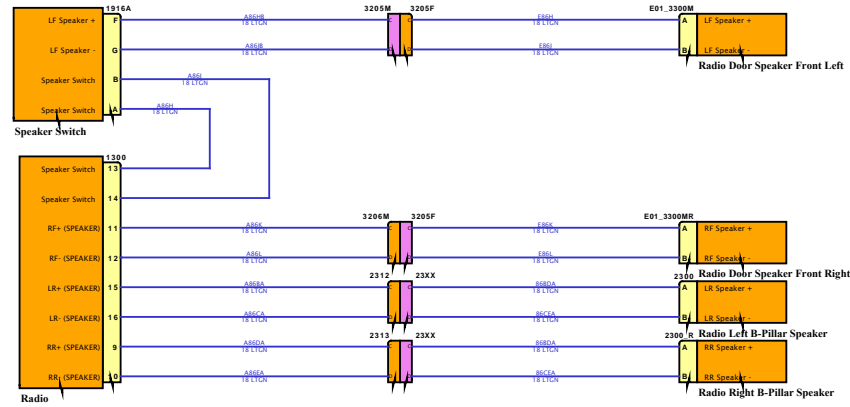 1916A
3205M 3205F
E01_3300M
LF Speaker + F A86HB 18 LTGN C C E86H 18 LTGN A LF Speaker +
LF Speaker - G A86JB 18 LTGN D D E86J 18 LTGN B LF Speaker -
Radio Door Speaker Front Left
Speaker Switch B A86J 18 LTGN
Speaker Switch A A86H 18 LTGN
Speaker Switch
1300
Speaker Switch 13
Speaker Switch 14
3206M 3205F
E01_3300MR
RF+ (SPEAKER) 11 A86K 18 LTGN C C E86K 18 LTGN A RF Speaker +
RF- (SPEAKER) 12 A86L 18 LTGN D D E86L 18 LTGN B RF Speaker -
Radio Door Speaker Front Right
2312 23XX
2300
LR+ (SPEAKER) 15 A86BA 18 LTGN C C 86BDA 18 LTGN A LR Speaker +
LR- (SPEAKER) 16 A86CA 18 LTGN D D 86CEA 18 LTGN B LR Speaker -
Radio Left B-Pillar Speaker
2313 23XX
2300_R
RR+ (SPEAKER) 9 A86DA 18 LTGN C C 86BDA 18 LTGN A RR Speaker +
RR- (SPEAKER) A86EA 18 LTGN D D 86CEA 18 LTGN B RR Speaker -
Radio Right B-Pillar Speaker
Radio